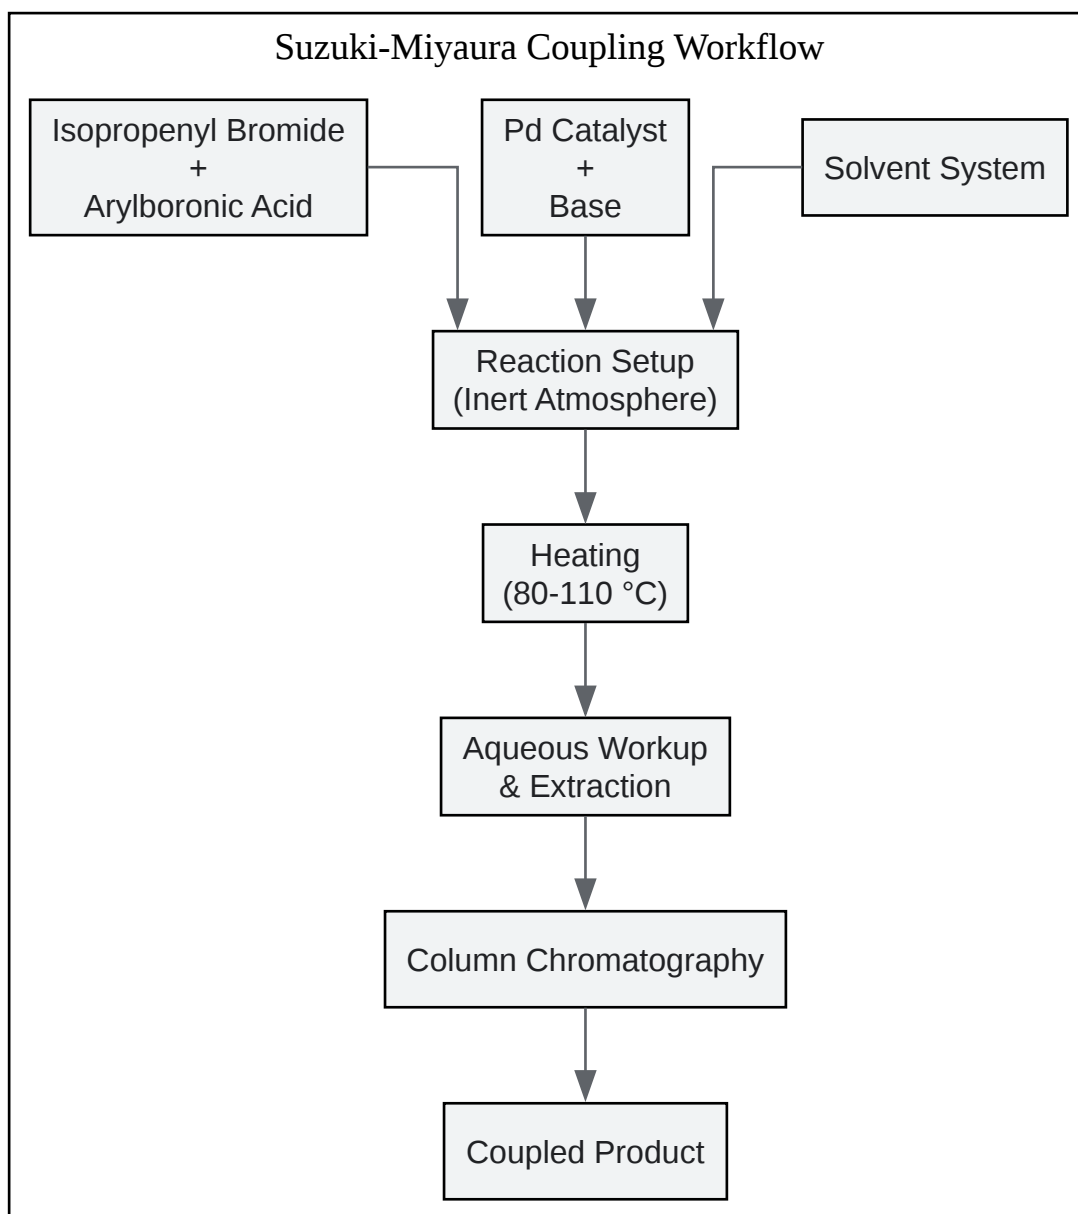 Suzuki-Miyaura Coupling Workflow
Isopropenyl Bromide
+
Arylboronic Acid
Pd Catalyst
+
Base
Solvent System
Reaction Setup
(Inert Atmosphere)
Heating
(80-110 °C)
Aqueous Workup
& Extraction
Column Chromatography
Coupled Product